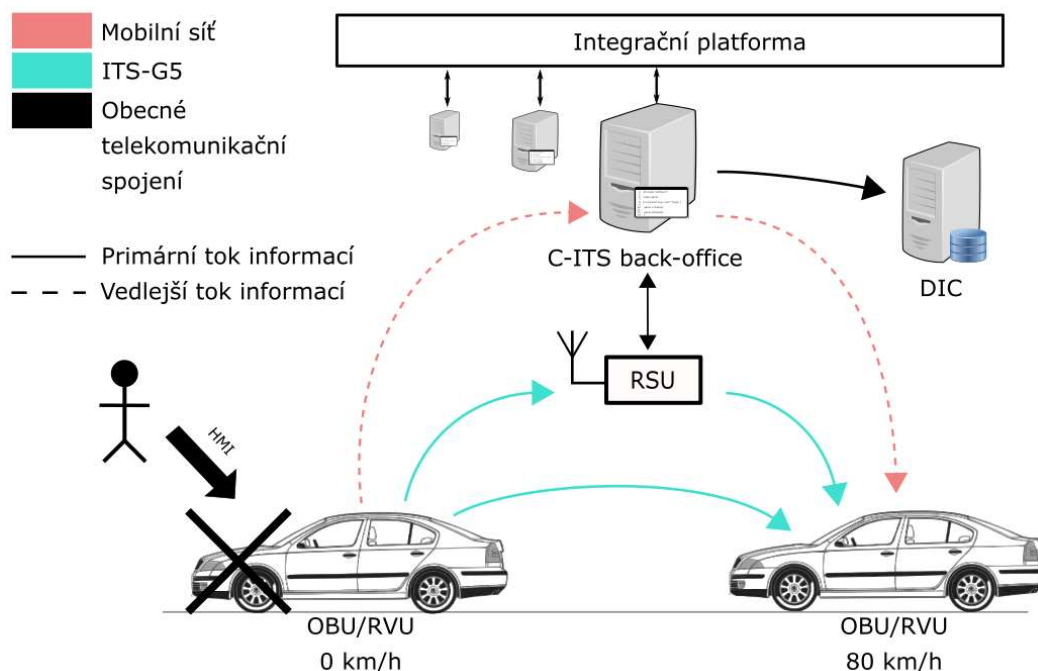 Mobilní síť
ITS-G5
Obecné
telekomunikační
spojení
Primární tok informací
Vedlejší tok informací
Integrační platforma
C-ITS back-office
DIC
RSU
HMI
OBU/RVU
0 km/h
OBU/RVU
80 km/h